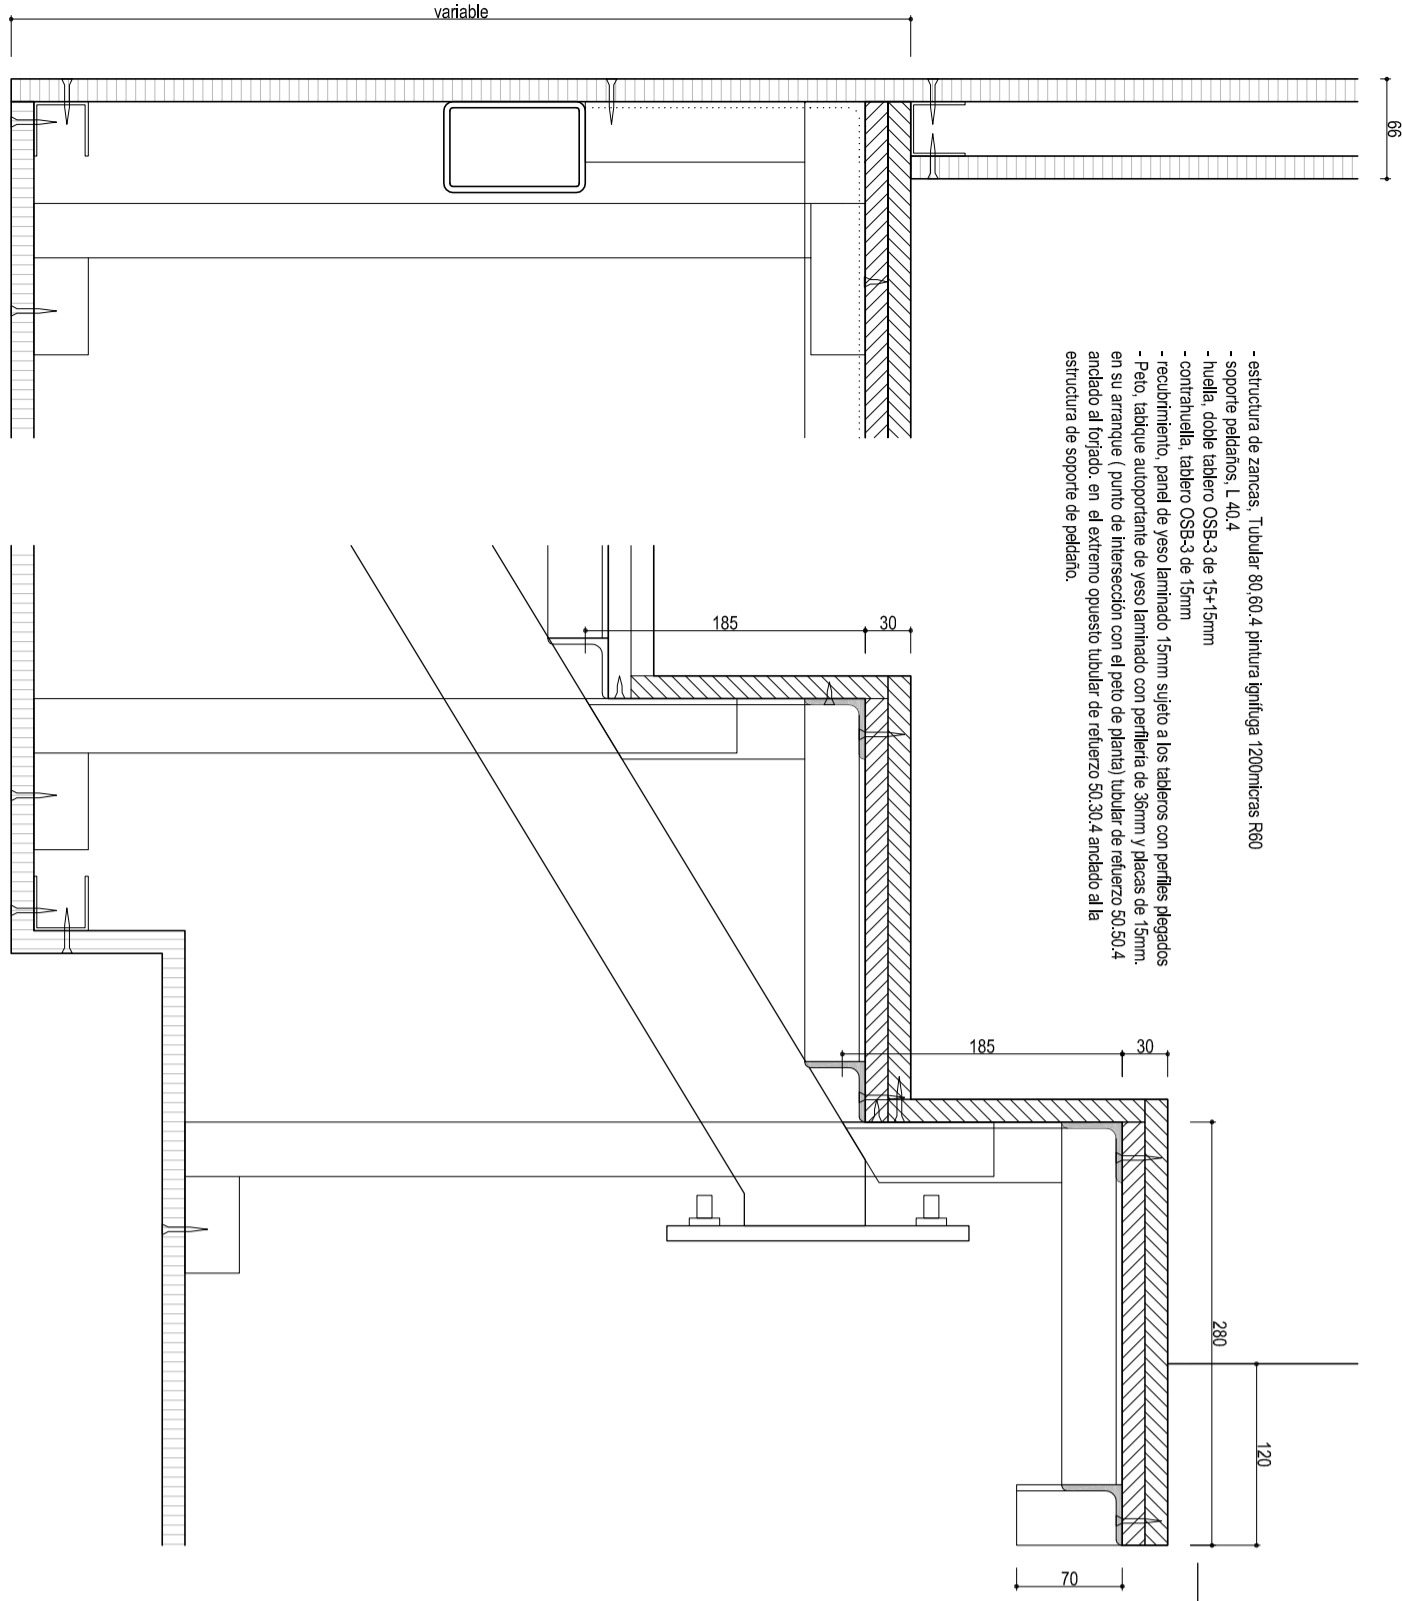 variable
66
- estructura de zancas, Tubular 80,60.4 pintura ignífuga 1200micras R60
- soporte peldaños, L 40.4
- huella, doble tablero OSB-3 de 15+15mm
- contrahuella, tablero OSB-3 de 15mm
- recubrimiento, panel de yeso laminado 15mm sujeto a los tableros con perfiles plegados
- Peto, tabique autoportante de yeso laminado con perfilería de 36mm y placas de 15mm.
en su arranque ( punto de intersección con el peto de planta) tubular de refuerzo 50.50.4
anclado al forjado. en el extremo opuesto tubular de refuerzo 50.30.4 anclado al la
estructura de soporte de peldaño.
185
30
185
30
280
120
70